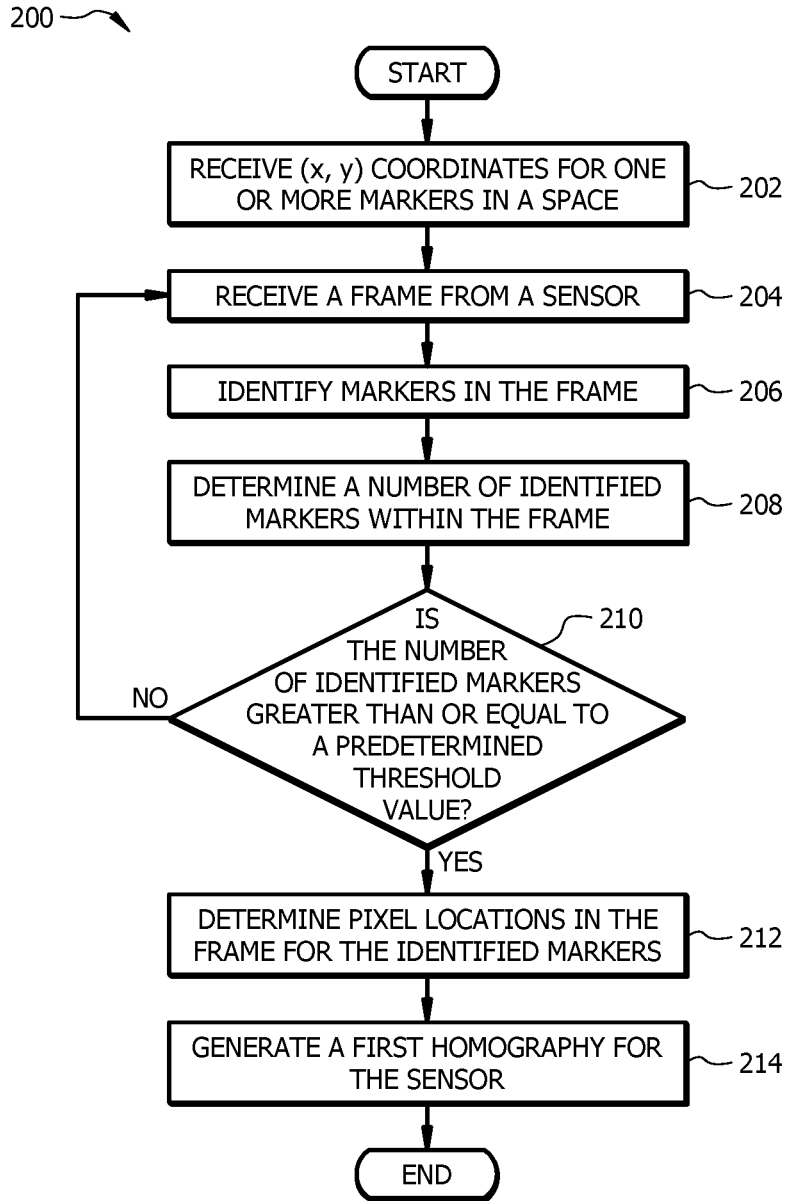 200
START
RECEIVE (x, y) COORDINATES FOR ONE
OR MORE MARKERS IN A SPACE
202
RECEIVE A FRAME FROM A SENSOR
204
IDENTIFY MARKERS IN THE FRAME
206
DETERMINE A NUMBER OF IDENTIFIED
MARKERS WITHIN THE FRAME
208
IS
THE NUMBER
OF IDENTIFIED MARKERS
GREATER THAN OR EQUAL TO
A PREDETERMINED
THRESHOLD
VALUE?
210
NO
YES
DETERMINE PIXEL LOCATIONS IN THE
FRAME FOR THE IDENTIFIED MARKERS
212
GENERATE A FIRST HOMOGRAPHY FOR
THE SENSOR
214
END